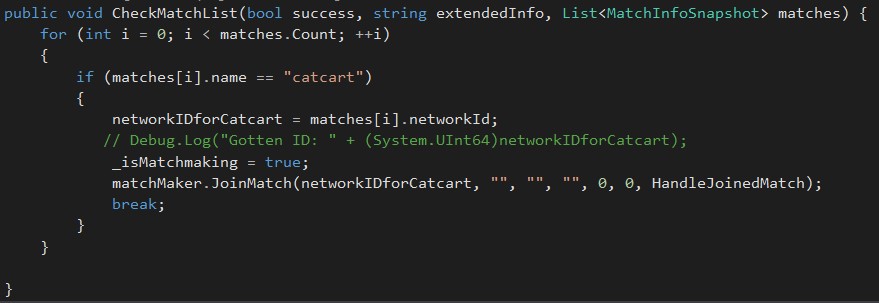 public void CheckMatchList(bool success, string extendedInfo, List<MatchInfoSnapshot> matches) {
    for (int i = 0; i < matches.Count; ++i)
    {
        if (matches[i].name == "catcart")
        {
            networkIDforCatcart = matches[i].networkId;
           // Debug.Log("Gotten ID: " + (System.UInt64)networkIDforCatcart);
            _isMatchmaking = true;
            matchMaker.JoinMatch(networkIDforCatcart, "", "", "", 0, 0, HandleJoinedMatch);
            break;
        }
    }
}